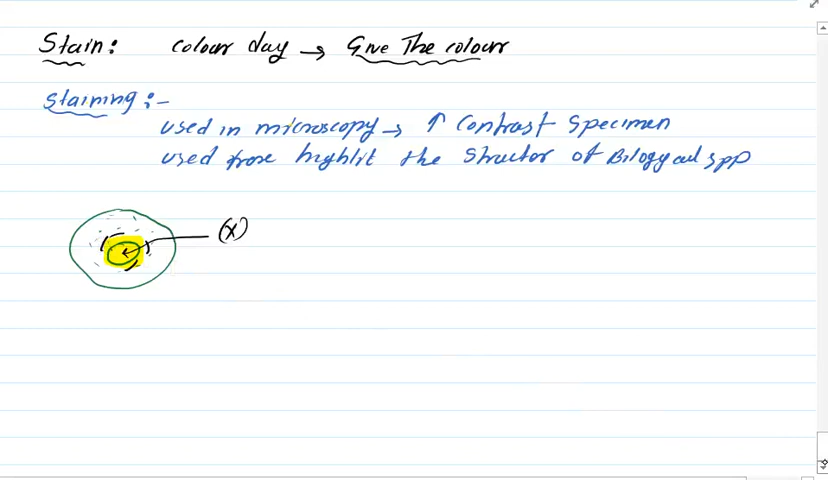 Stain: colour day → Give The colour
Staining :-
used in microscopy → ↑ Contrast Specimen
used frome highlit the structor of Bilogycal spp
(x)